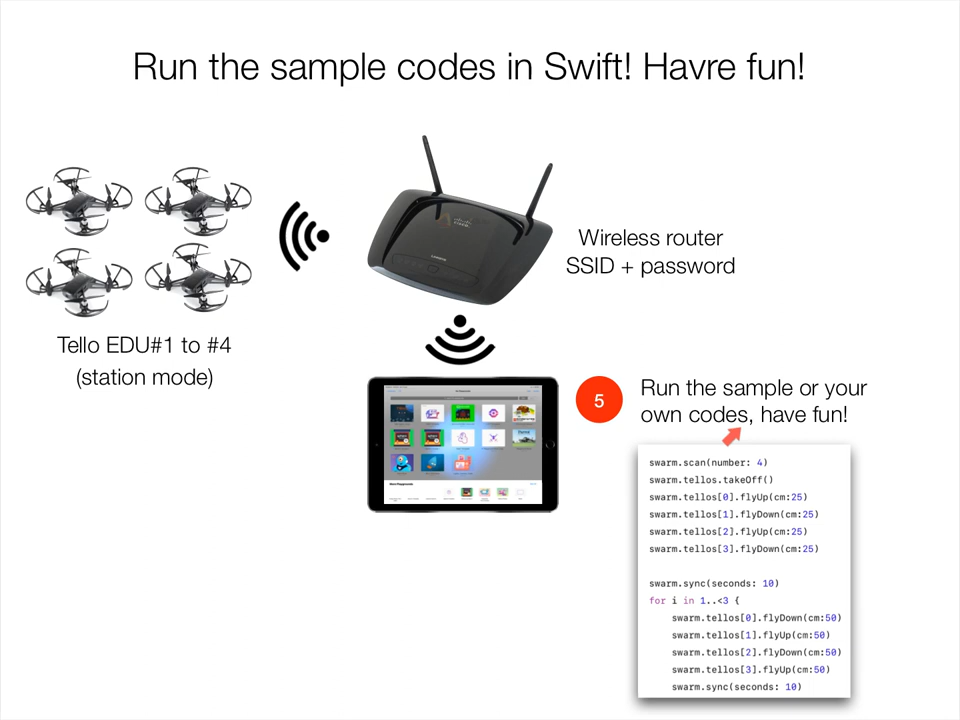 Run the sample codes in Swift! Havre fun!
Wireless router
SSID + password
Tello EDU#1 to #4
(station mode)
5
Run the sample or your
own codes, have fun!
swarm.scan(number: 4)
swarm.tellos.takeOff()
swarm.tellos[0].flyUp(cm:25)
swarm.tellos[1].flyDown(cm:25)
swarm.tellos[2].flyUp(cm:25)
swarm.tellos[3].flyDown(cm:25)
swarm.sync(seconds: 10)
for i in 1..<3 {
swarm.tellos[0].flyDown(cm:50)
swarm.tellos[1].flyUp(cm:50)
swarm.tellos[2].flyDown(cm:50)
swarm.tellos[3].flyUp(cm:50)
swarm.sync(seconds: 10)